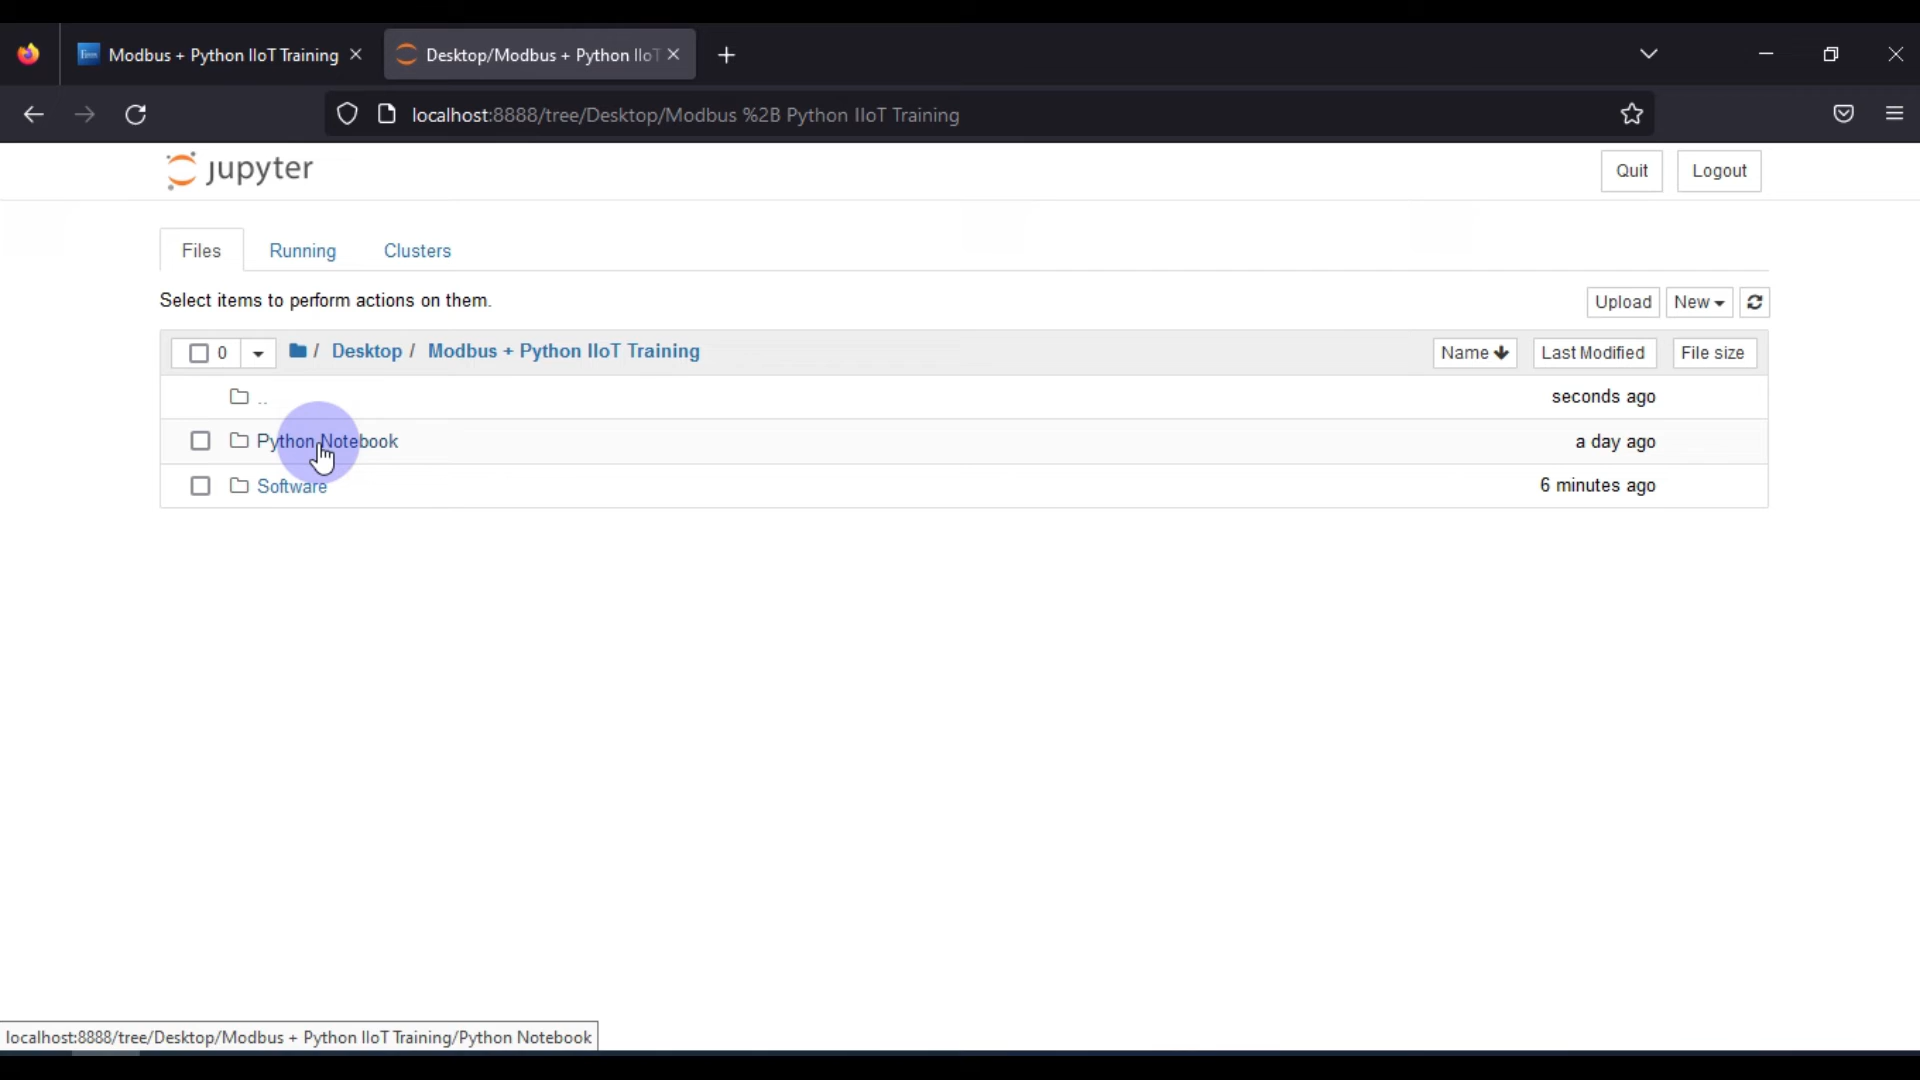 Modbus + Python IIoT Training
Desktop/Modbus + Python IIoT
localhost:8888/tree/Desktop/Modbus %2B Python IIoT Training
jupyter
Quit
Logout
Files
Running
Clusters
Select items to perform actions on them.
Upload
New
0
/ Desktop / Modbus + Python IIoT Training
Name
Last Modified
File size
..
seconds ago
Python Notebook
a day ago
Software
6 minutes ago
localhost:8888/tree/Desktop/Modbus + Python IIoT Training/Python Notebook